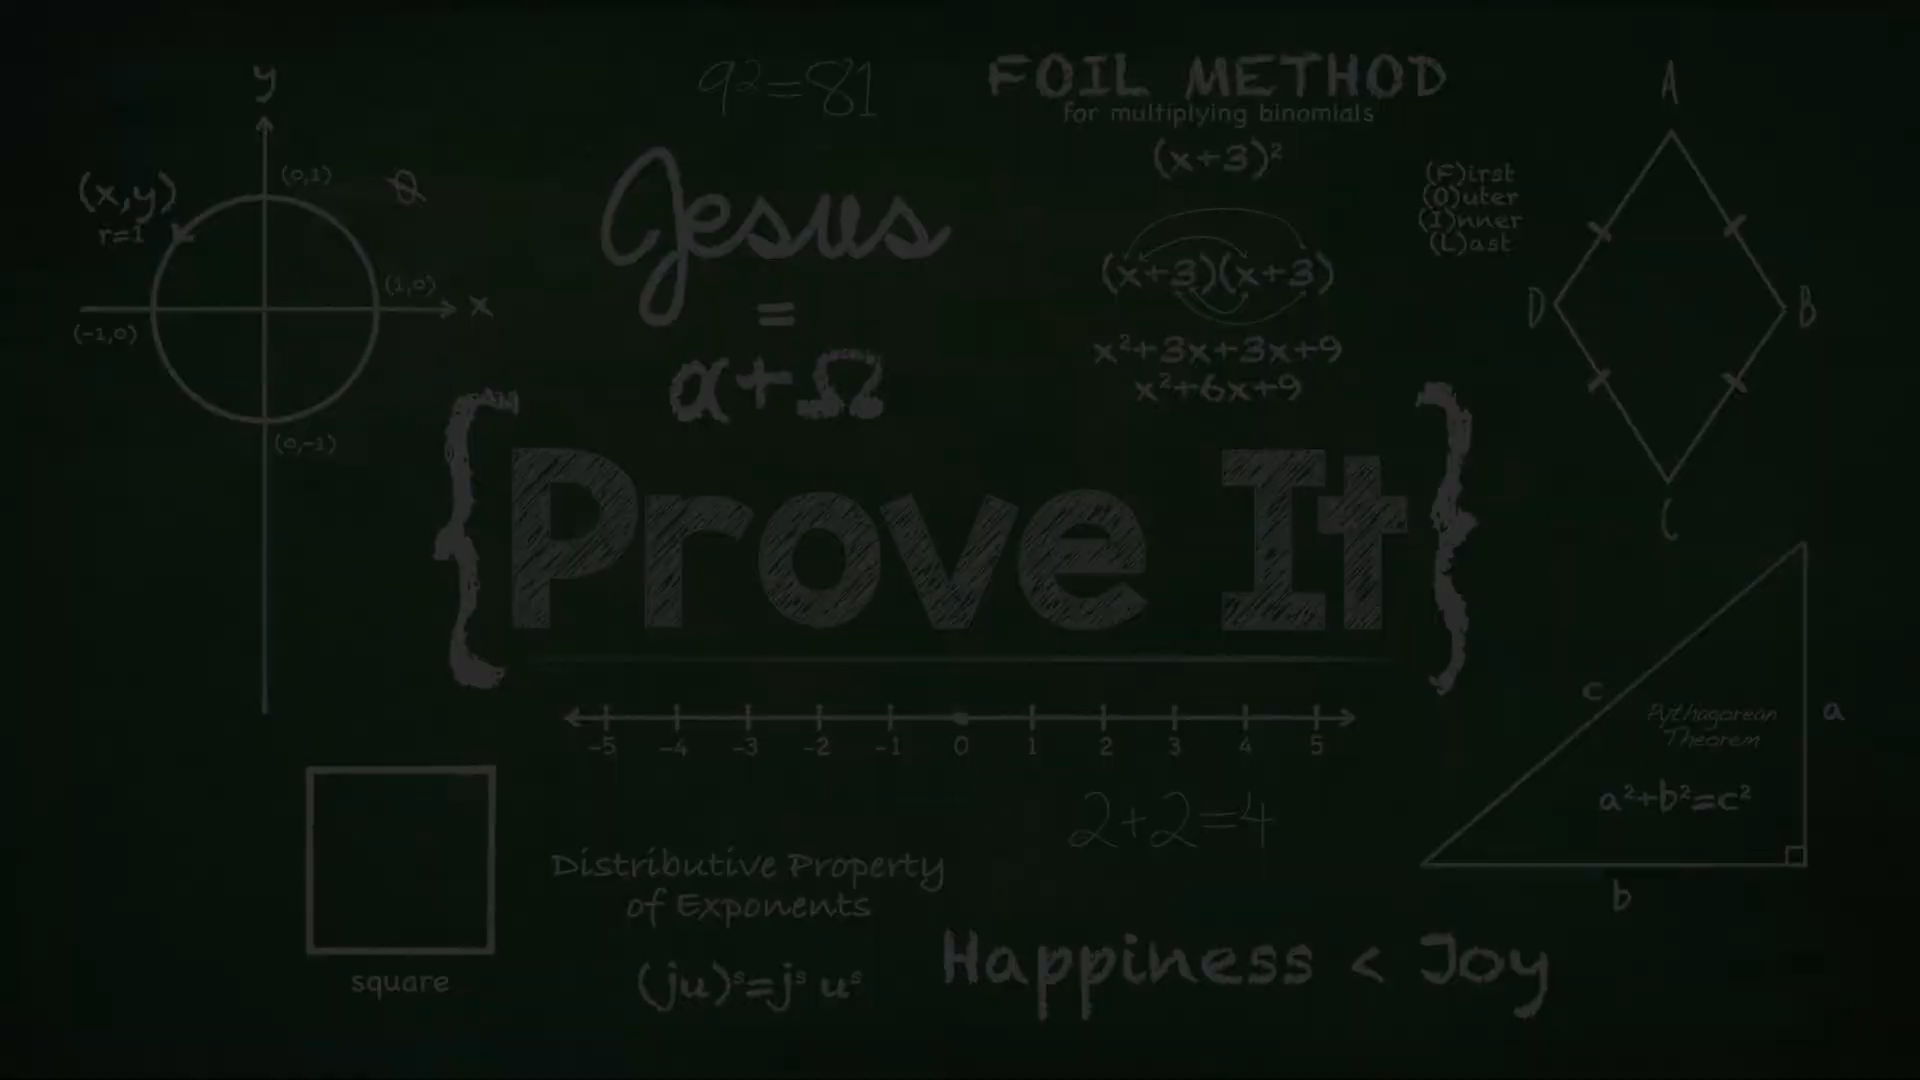 y
(x,y)
r=1
(0,1)
(1,0)
x
(-1,0)
(0,-1)
9²=81
Jesus
=
α+Ω
FOIL METHOD
for multiplying binomials
(x+3)²
(F)irst
(O)uter
(I)nner
(L)ast
(x+3)(x+3)
x²+3x+3x+9
x²+6x+9
A
D
B
C
{Prove It}
-5 -4 -3 -2 -1 0 1 2 3 4 5
c
Pythagorean
Theorem
a
a²+b²=c²
b
square
2+2=4
Distributive Property
of Exponents
(ju)ˢ=jˢ uˢ
Happiness < Joy